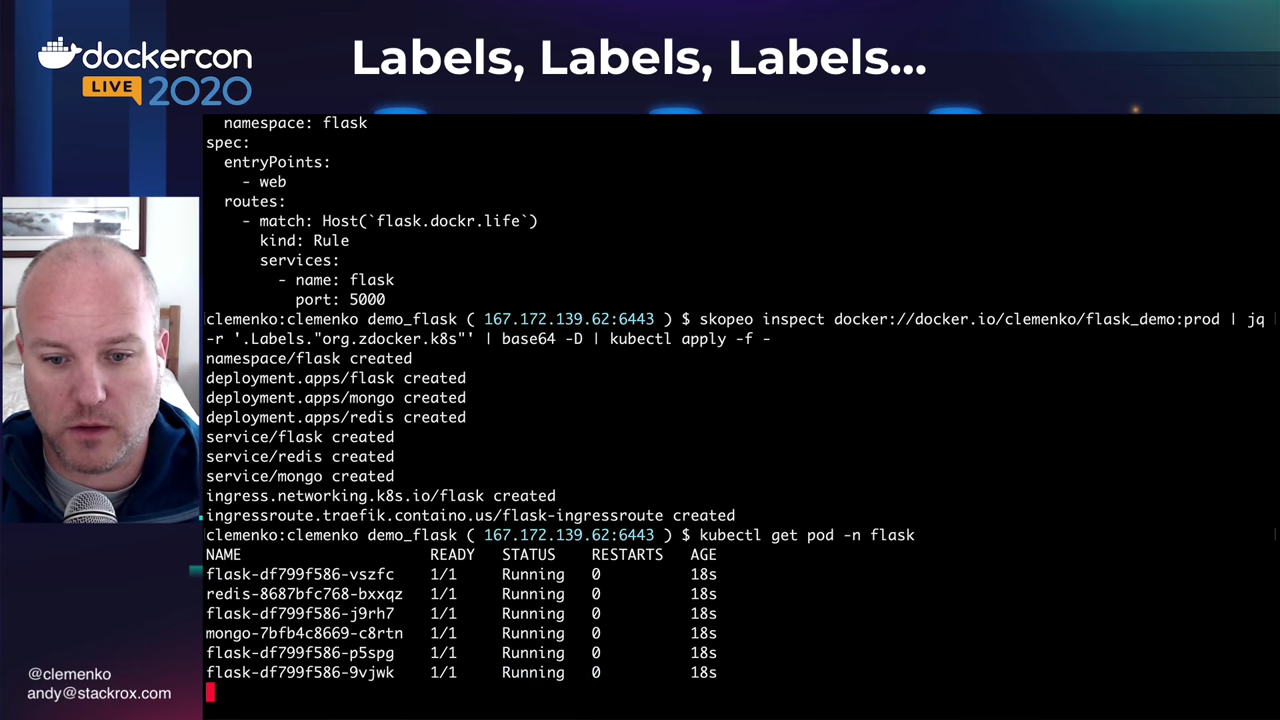 dockercon
LIVE 2020
Labels, Labels, Labels...
  namespace: flask
spec:
  entryPoints:
    - web
  routes:
    - match: Host(`flask.dockr.life`)
      kind: Rule
      services:
        - name: flask
          port: 5000
clemenko:clemenko demo_flask ( 167.172.139.62:6443 ) $ skopeo inspect docker://docker.io/clemenko/flask_demo:prod | jq
-r '.Labels."org.zdocker.k8s"' | base64 -D | kubectl apply -f -
namespace/flask created
deployment.apps/flask created
deployment.apps/mongo created
deployment.apps/redis created
service/flask created
service/redis created
service/mongo created
ingress.networking.k8s.io/flask created
ingressroute.traefik.containo.us/flask-ingressroute created
clemenko:clemenko demo_flask ( 167.172.139.62:6443 ) $ kubectl get pod -n flask
NAME                     READY   STATUS    RESTARTS   AGE
flask-df799f586-vszfc    1/1     Running   0          18s
redis-8687bfc768-bxxqz   1/1     Running   0          18s
flask-df799f586-j9rh7    1/1     Running   0          18s
mongo-7bfb4c8669-c8rtn   1/1     Running   0          18s
flask-df799f586-p5spg    1/1     Running   0          18s
flask-df799f586-9vjwk    1/1     Running   0          18s
@clemenko
andy@stackrox.com